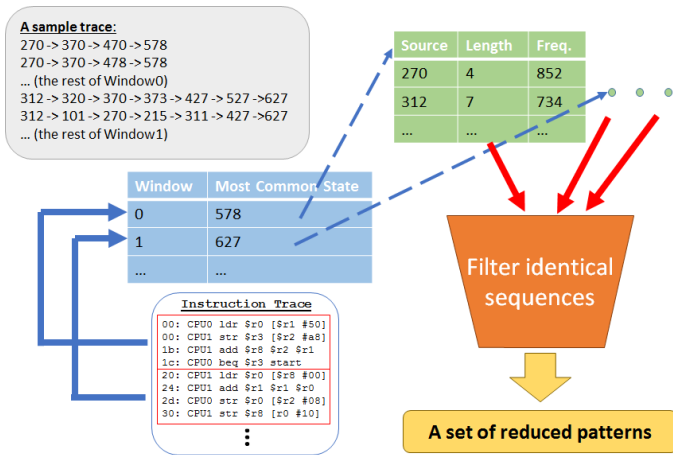 A sample trace:
270 -> 370 -> 470 -> 578
270 -> 370 -> 478 -> 578
... (the rest of Window0)
312 -> 320 -> 370 -> 373 -> 427 -> 527 ->627
312 -> 101 -> 270 -> 215 -> 311 -> 427 ->627
... (the rest of Window1)
Source Length Freq.
270 4 852
312 7 734
... ... ...
Window Most Common State
0 578
1 627
... ...
Instruction Trace
00: CPU0 ldr $r0 [$r1 #50]
00: CPU1 str $r3 [$r2 #a8]
1b: CPU1 add $r8 $r2 $r1
1c: CPU0 beq $r3 start
20: CPU1 ldr $r0 [$r8 #00]
24: CPU1 add $r1 $r1 $r0
2d: CPU0 str $r0 [$r2 #08]
30: CPU1 str $r8 [r0 #10]
Filter identical
sequences
A set of reduced patterns